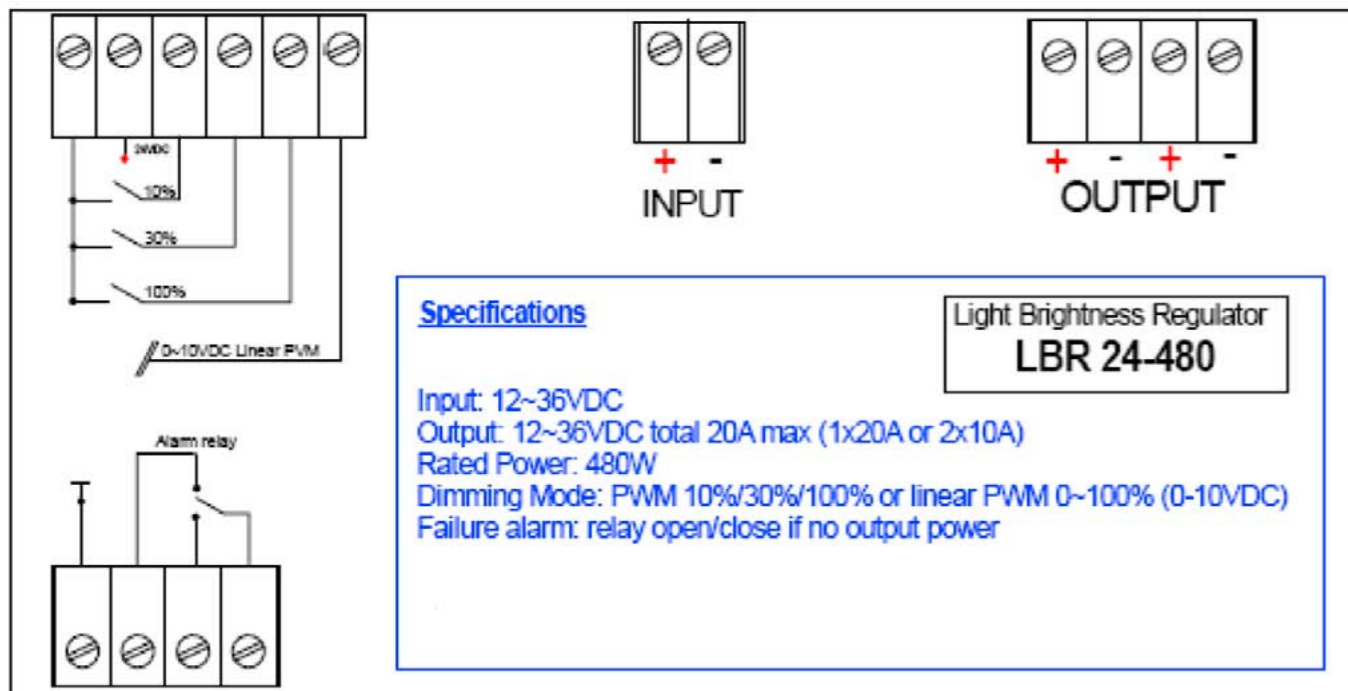 24VDC
10%
30%
100%
0~10VDC Linear PVM
Alarm relay
+ -
INPUT
+ - + -
OUTPUT
Specifications
Light Brightness Regulator
LBR 24-480
Input: 12~36VDC
Output: 12~36VDC total 20A max (1x20A or 2x10A)
Rated Power: 480W
Dimming Mode: PWM 10%/30%/100% or linear PWM 0~100% (0-10VDC)
Failure alarm: relay open/close if no output power